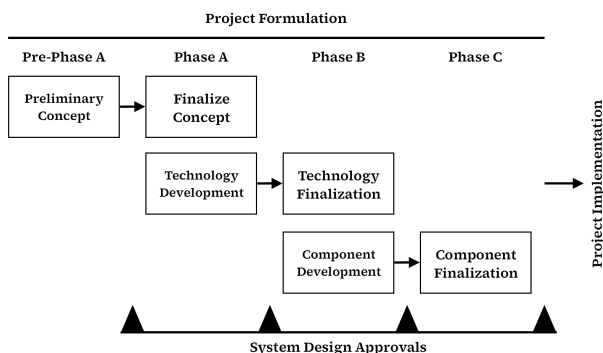 Project Formulation
Pre-Phase A
Phase A
Phase B
Phase C
Preliminary
Concept
Finalize
Concept
Technology
Development
Technology
Finalization
Component
Development
Component
Finalization
Project Implementation
System Design Approvals